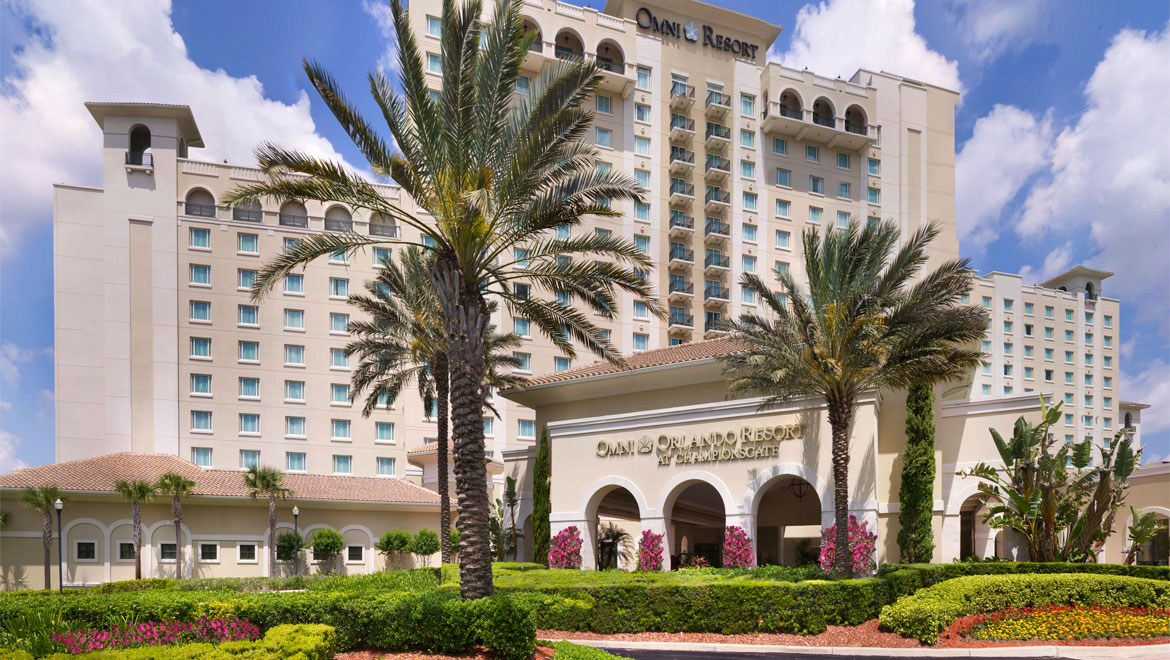 OMNI RESORT
OMNI ORLANDO RESORT
AT CHAMPIONSGATE